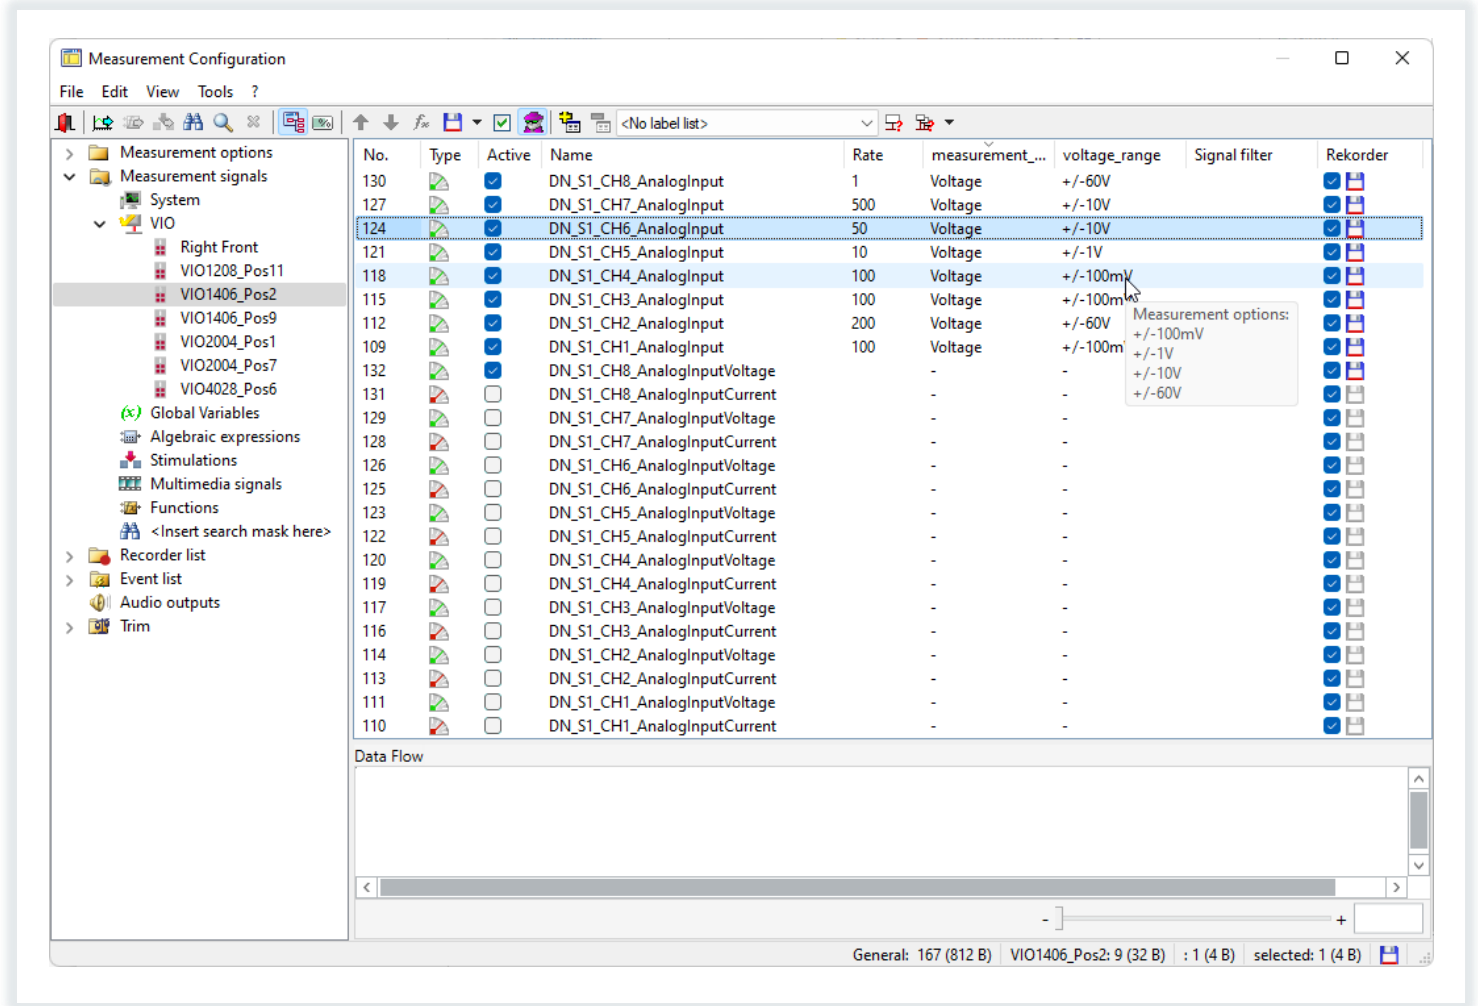 Measurement Configuration
File Edit View Tools ?
<No label list>
Measurement options
Measurement signals
System
VIO
Right Front
VIO1208_Pos11
VIO1406_Pos2
VIO1406_Pos9
VIO2004_Pos1
VIO2004_Pos7
VIO4028_Pos6
Global Variables
Algebraic expressions
Stimulations
Multimedia signals
Functions
<Insert search mask here>
Recorder list
Event list
Audio outputs
Trim
No. Type Active Name Rate measurement_... voltage_range Signal filter Rekorder
130 DN_S1_CH8_AnalogInput 1 Voltage +/-60V
127 DN_S1_CH7_AnalogInput 500 Voltage +/-10V
124 DN_S1_CH6_AnalogInput 50 Voltage +/-10V
121 DN_S1_CH5_AnalogInput 10 Voltage +/-1V
118 DN_S1_CH4_AnalogInput 100 Voltage +/-100mV
115 DN_S1_CH3_AnalogInput 100 Voltage +/-100m
112 DN_S1_CH2_AnalogInput 200 Voltage +/-60V
109 DN_S1_CH1_AnalogInput 100 Voltage +/-100m
132 DN_S1_CH8_AnalogInputVoltage - -
131 DN_S1_CH8_AnalogInputCurrent - -
129 DN_S1_CH7_AnalogInputVoltage - -
128 DN_S1_CH7_AnalogInputCurrent - -
126 DN_S1_CH6_AnalogInputVoltage - -
125 DN_S1_CH6_AnalogInputCurrent - -
123 DN_S1_CH5_AnalogInputVoltage - -
122 DN_S1_CH5_AnalogInputCurrent - -
120 DN_S1_CH4_AnalogInputVoltage - -
119 DN_S1_CH4_AnalogInputCurrent - -
117 DN_S1_CH3_AnalogInputVoltage - -
116 DN_S1_CH3_AnalogInputCurrent - -
114 DN_S1_CH2_AnalogInputVoltage - -
113 DN_S1_CH2_AnalogInputCurrent - -
111 DN_S1_CH1_AnalogInputVoltage - -
110 DN_S1_CH1_AnalogInputCurrent - -
Measurement options:
+/-100mV
+/-1V
+/-10V
+/-60V
Data Flow
- +
General: 167 (812 B) VIO1406_Pos2: 9 (32 B) : 1 (4 B) selected: 1 (4 B)